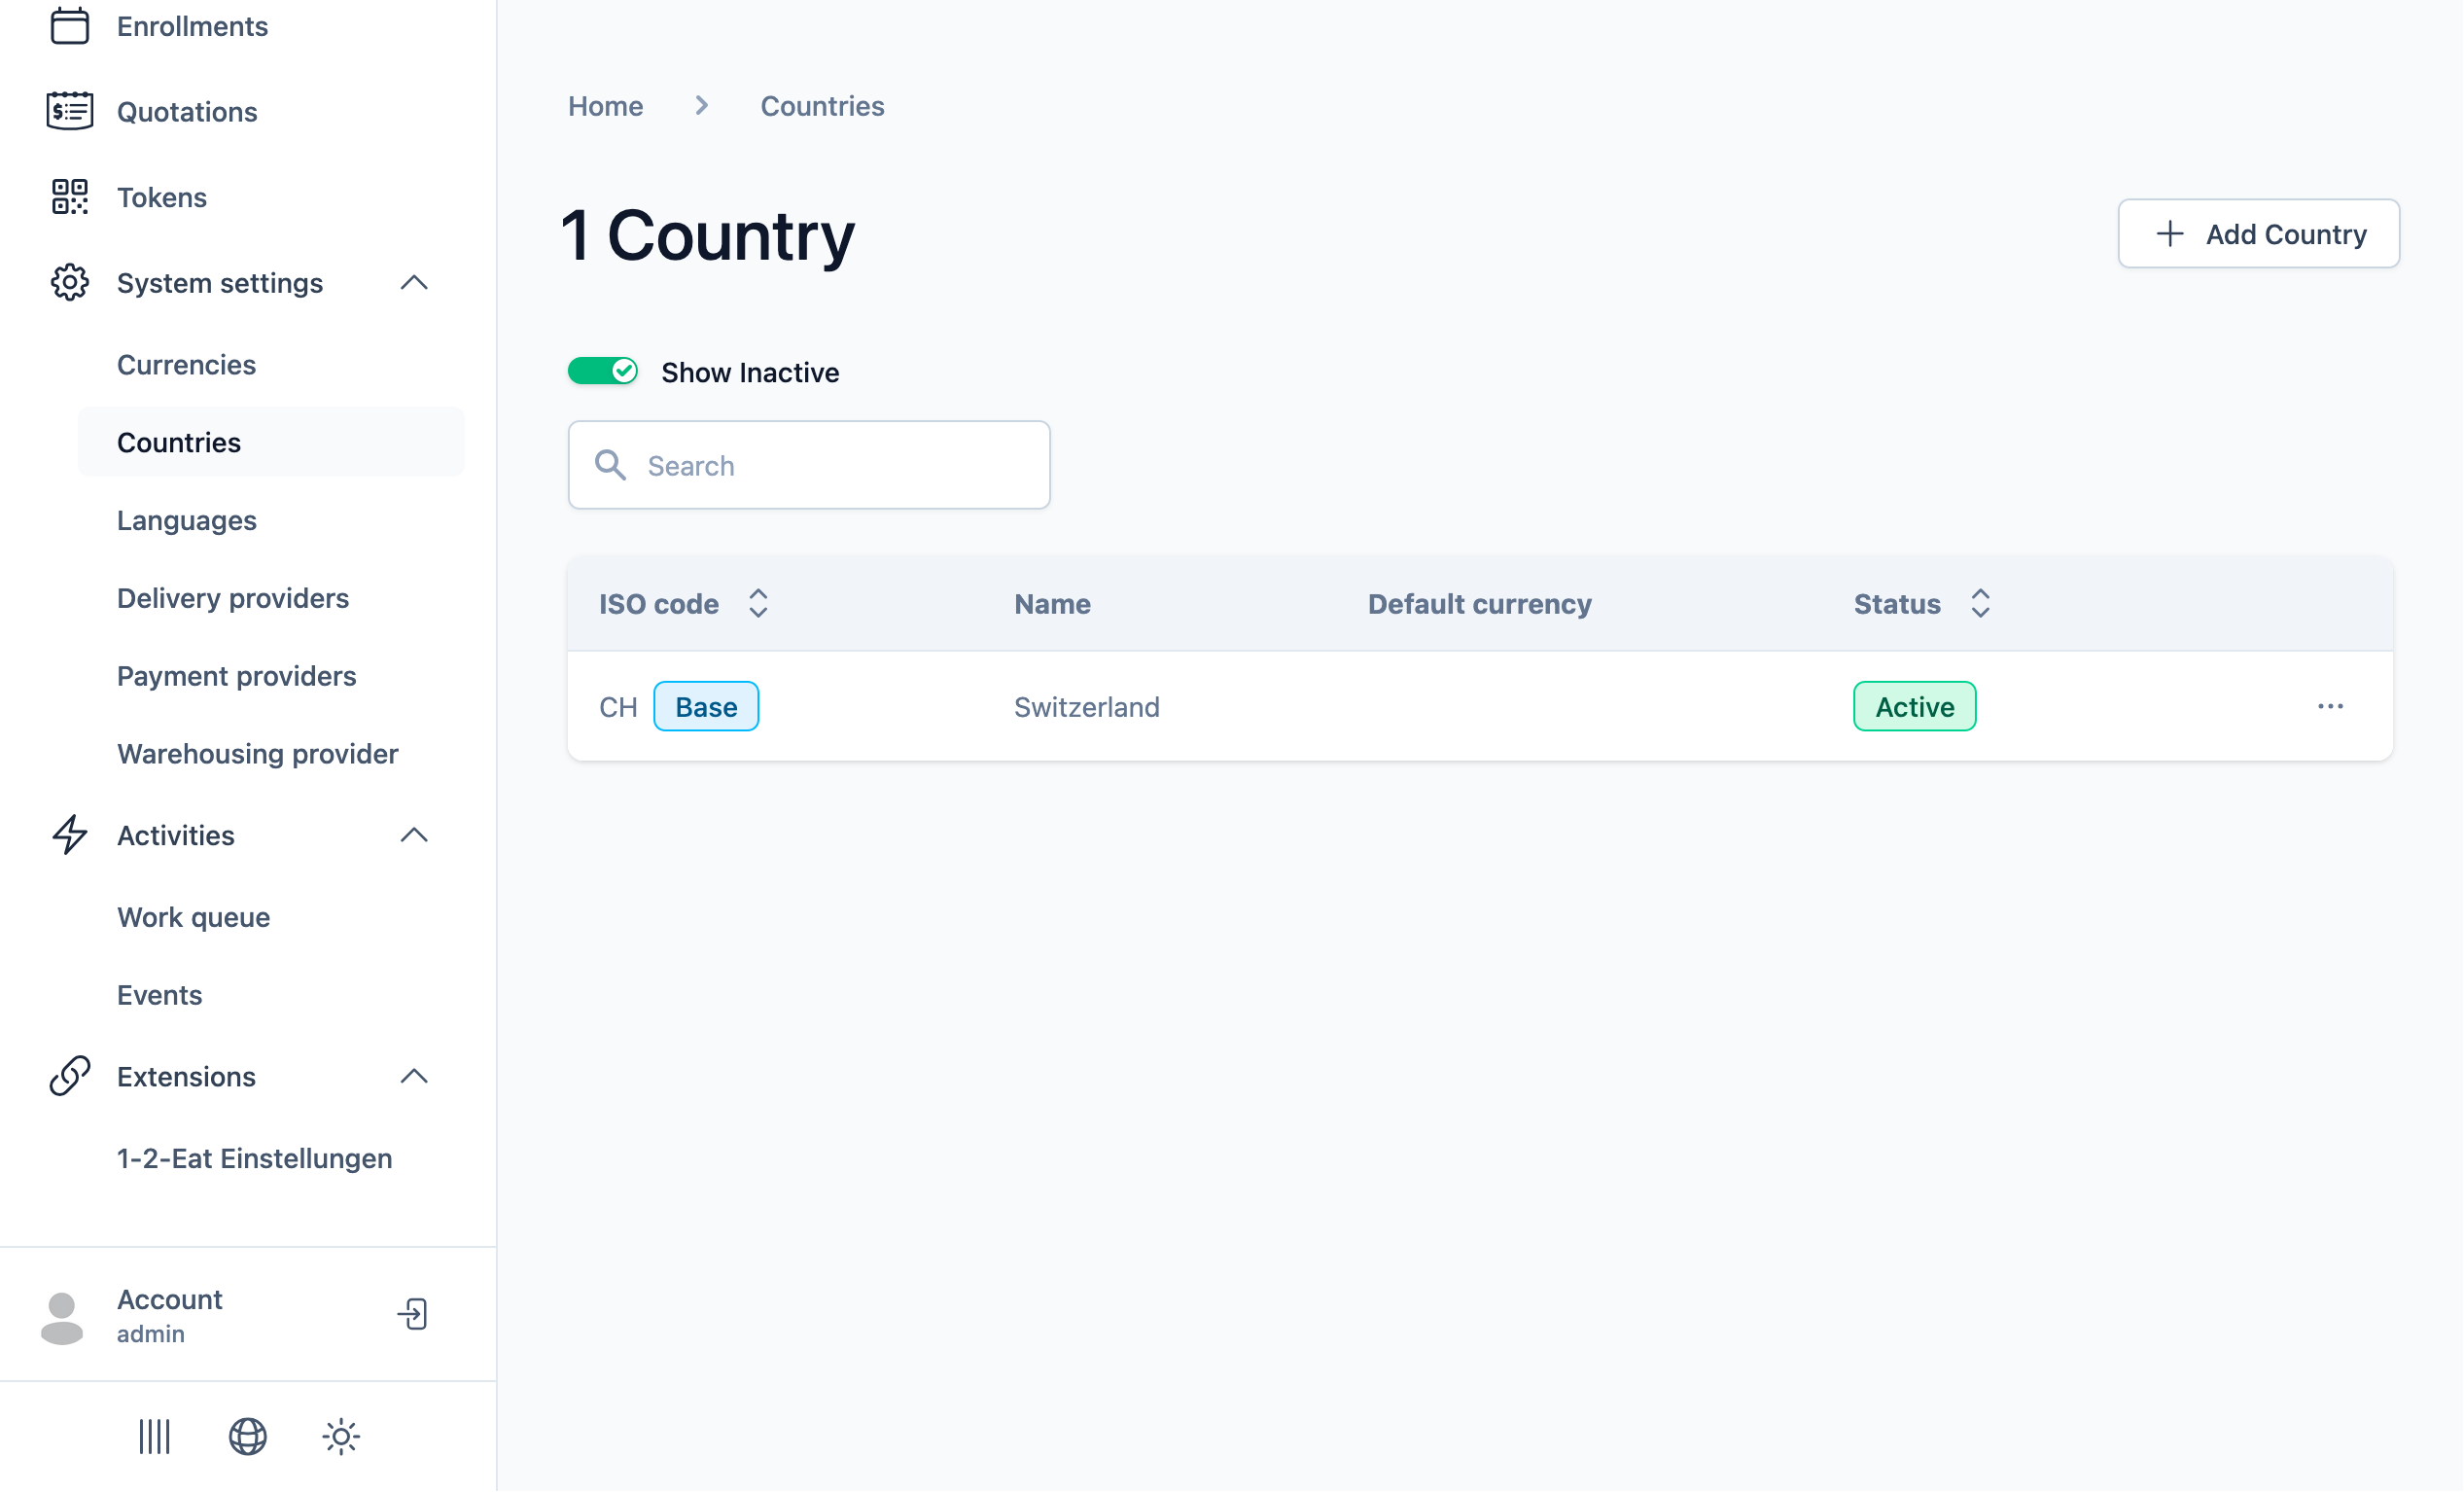 Enrollments
Quotations
Tokens
System settings
Currencies
Countries
Languages
Delivery providers
Payment providers
Warehousing provider
Activities
Work queue
Events
Extensions
1-2-Eat Einstellungen
Account
admin
Home Countries
1 Country
Add Country
Show Inactive
Search
ISO code Name Default currency Status
CH Base Switzerland Active